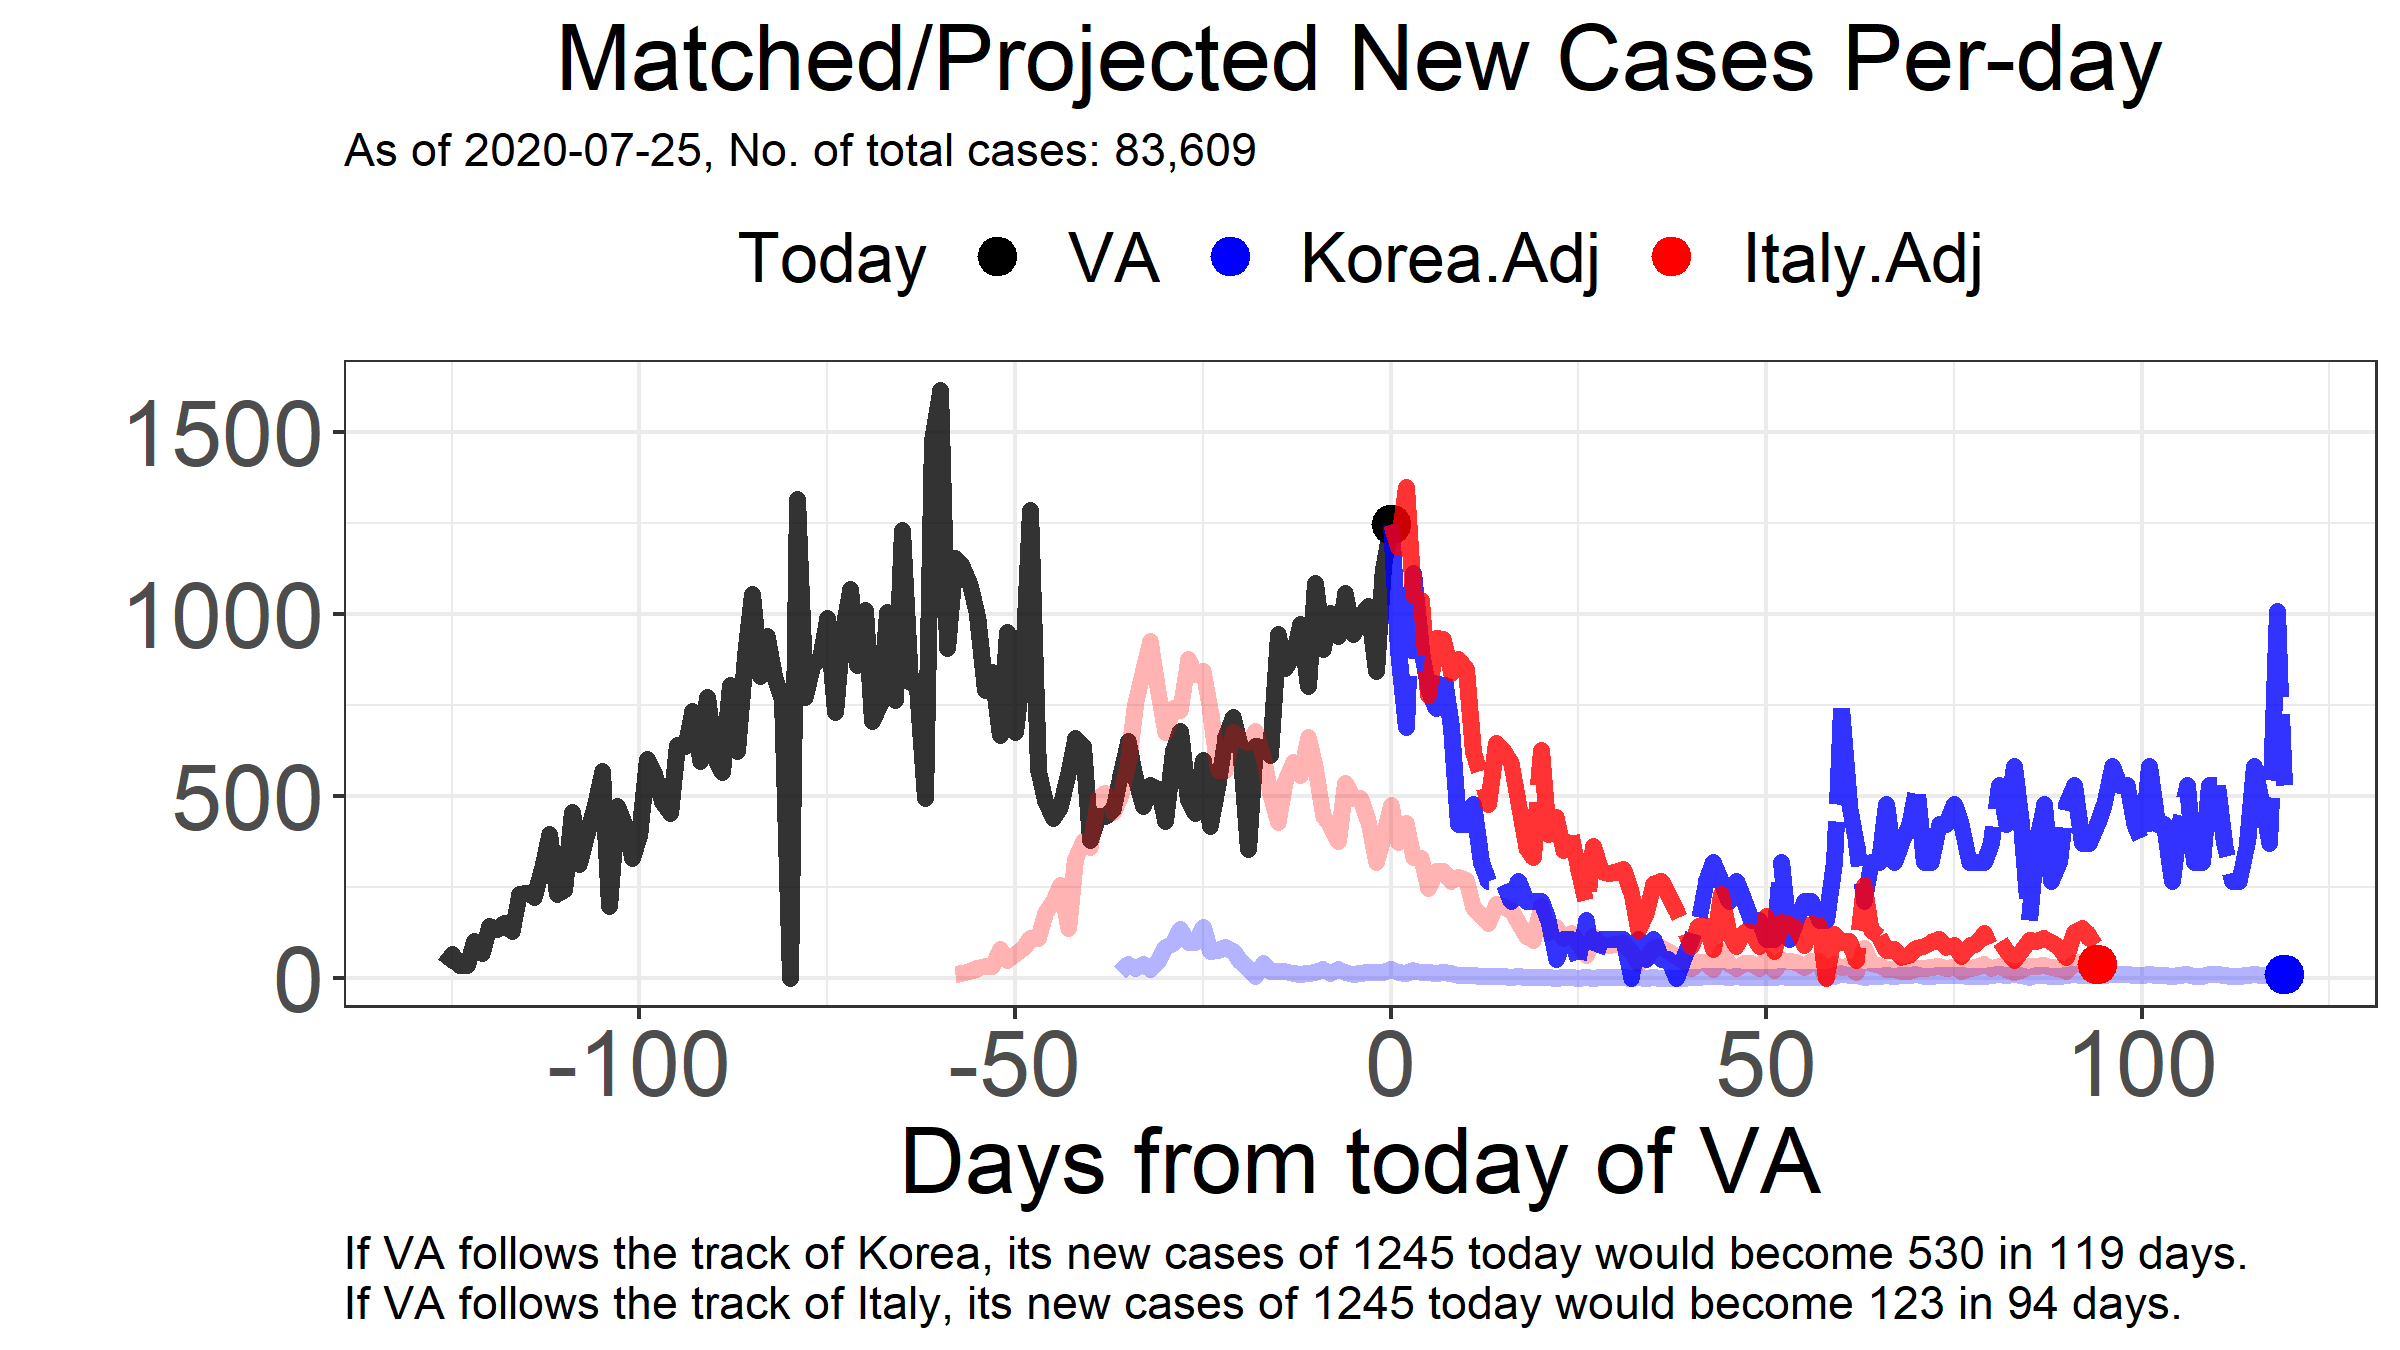 Matched/Projected New Cases Per-day
As of 2020-07-25, No. of total cases: 83,609
Today VA Korea.Adj Italy.Adj
1500
1000
500
0
-100 -50 0 50 100
Days from today of VA
If VA follows the track of Korea, its new cases of 1245 today would become 530 in 119 days.
If VA follows the track of Italy, its new cases of 1245 today would become 123 in 94 days.